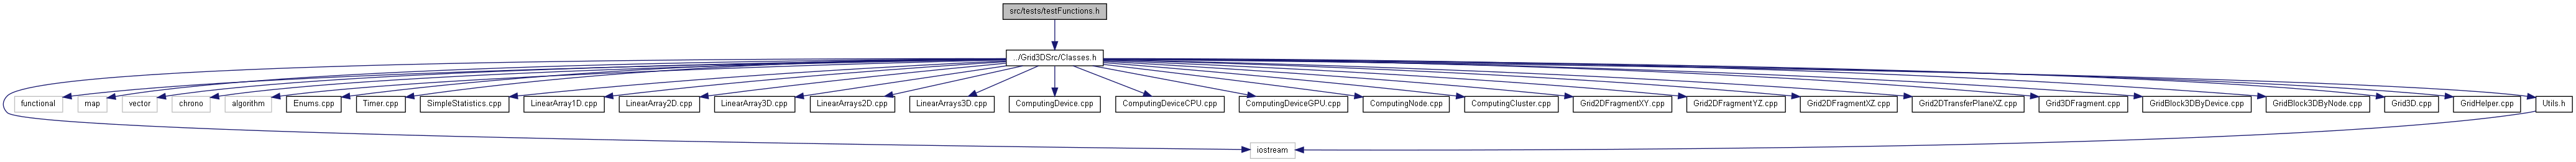 src/tests/testFunctions.h
../Grid3DSrc/Classes.h
functional
map
vector
chrono
algorithm
Enums.cpp
Timer.cpp
SimpleStatistics.cpp
LinearArray1D.cpp
LinearArray2D.cpp
LinearArray3D.cpp
LinearArrays2D.cpp
LinearArrays3D.cpp
ComputingDevice.cpp
ComputingDeviceCPU.cpp
ComputingDeviceGPU.cpp
ComputingNode.cpp
ComputingCluster.cpp
Grid2DFragmentXY.cpp
Grid2DFragmentYZ.cpp
Grid2DFragmentXZ.cpp
Grid2DTransferPlaneXZ.cpp
Grid3DFragment.cpp
GridBlock3DByDevice.cpp
GridBlock3DByNode.cpp
Grid3D.cpp
GridHelper.cpp
Utils.h
iostream